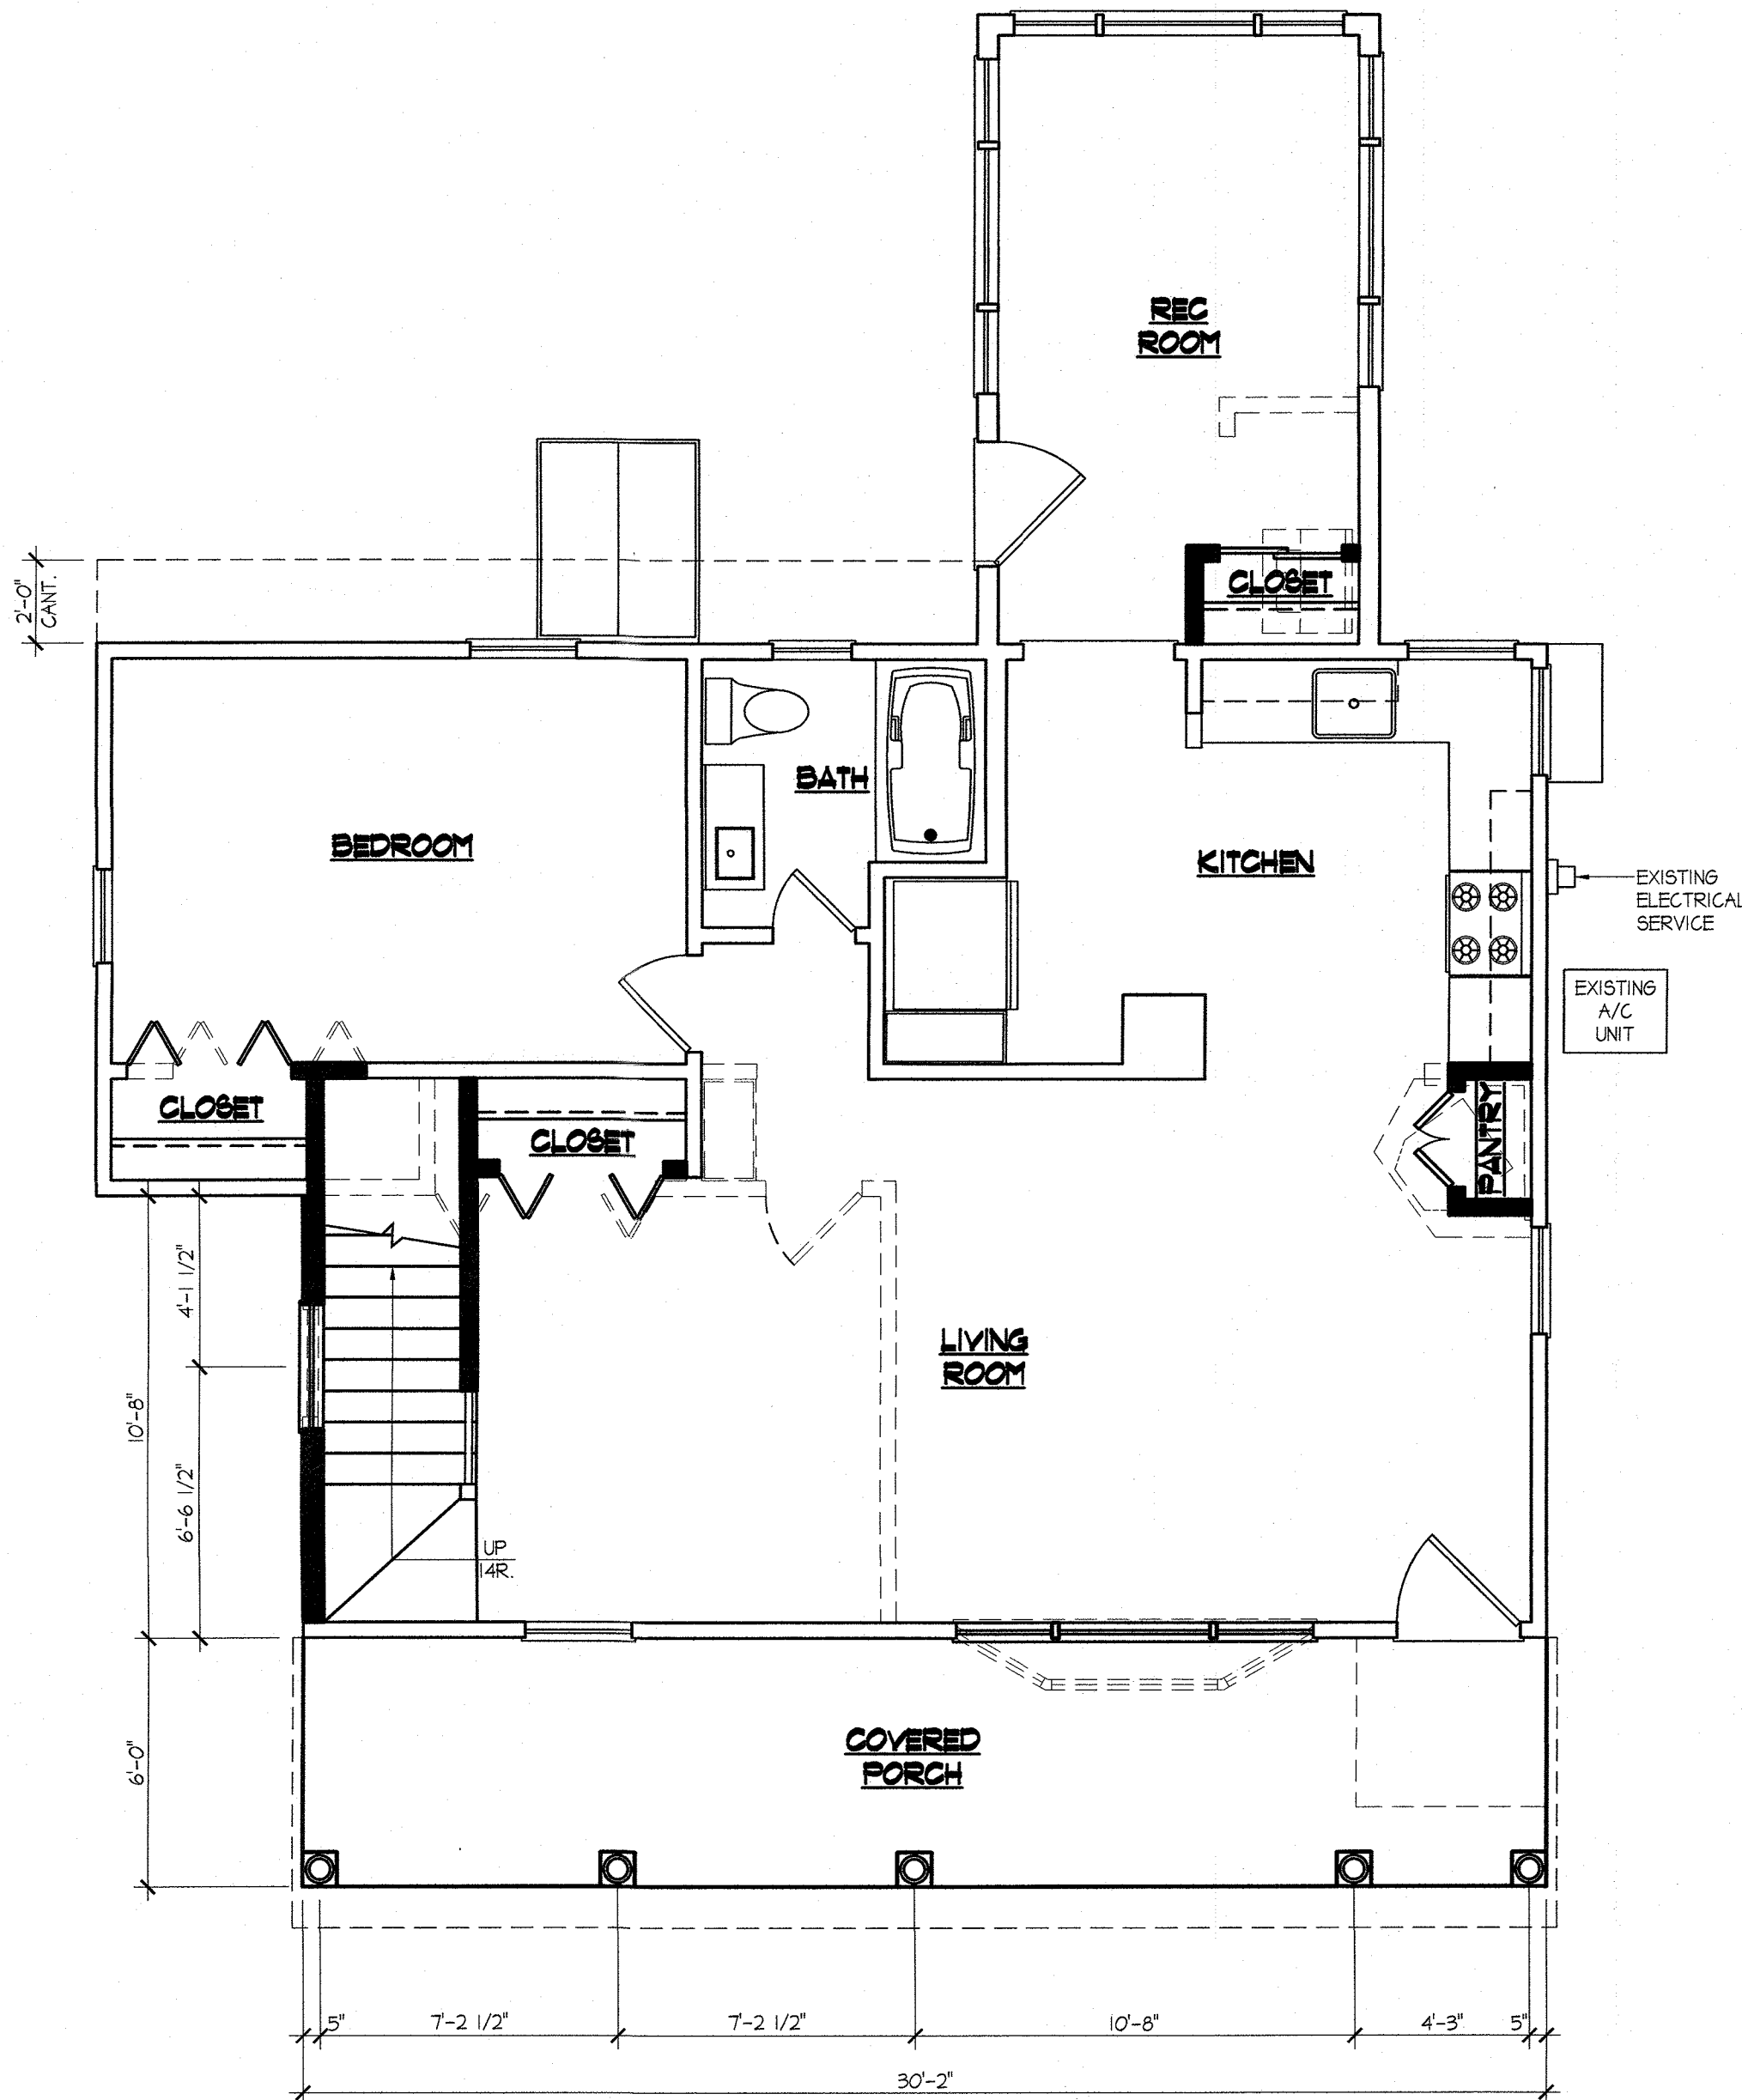 REC
ROOM
2'-0"
CANT.
CLOSET
BATH
BEDROOM
KITCHEN
EXISTING
ELECTRICAL
SERVICE
EXISTING
A/C
UNIT
CLOSET
CLOSET
PANTRY
4'-1 1/2"
10'-8"
6'-6 1/2"
LIVING
ROOM
UP
14R.
6'-0"
COVERED
PORCH
5"
7'-2 1/2"
7'-2 1/2"
10'-8"
4'-3"
5"
30'-2"